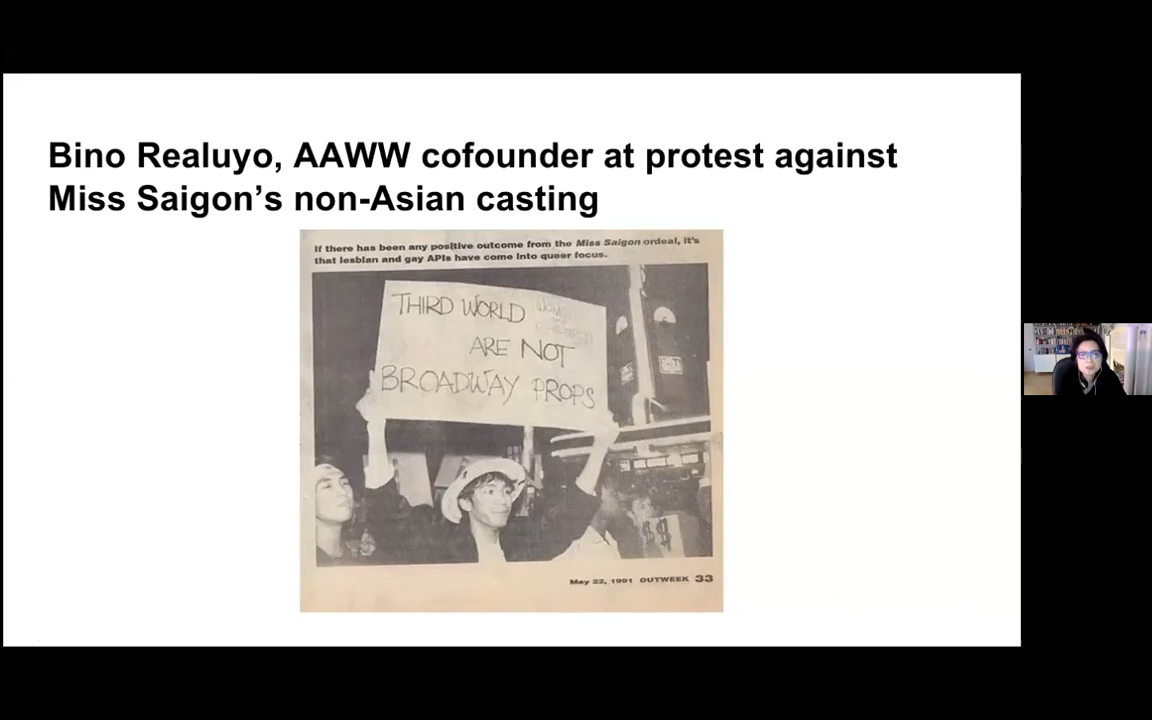 Bino Realuyo, AAWW cofounder at protest against
Miss Saigon’s non-Asian casting
If there has been any positive outcome from the Miss Saigon ordeal, it's
that lesbian and gay APIs have come into queer focus.
THIRD WORLD
ARE NOT
BROADWAY PROPS
May 22, 1991 OUTWEEK 33